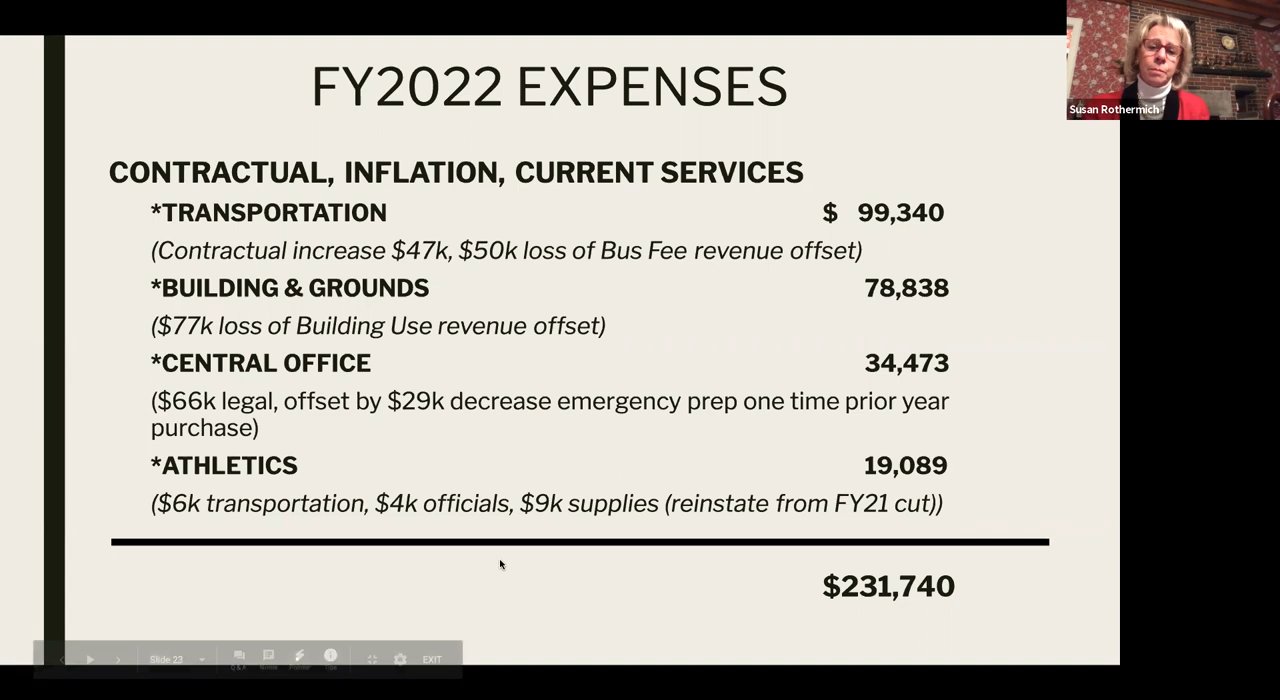 FY2022 EXPENSES
Susan Rothermich
CONTRACTUAL, INFLATION, CURRENT SERVICES
*TRANSPORTATION $ 99,340
(Contractual increase $47k, $50k loss of Bus Fee revenue offset)
*BUILDING & GROUNDS 78,838
($77k loss of Building Use revenue offset)
*CENTRAL OFFICE 34,473
($66k legal, offset by $29k decrease emergency prep one time prior year
purchase)
*ATHLETICS 19,089
($6k transportation, $4k officials, $9k supplies (reinstate from FY21 cut))
$231,740
Slide 23 EXIT
Q & A